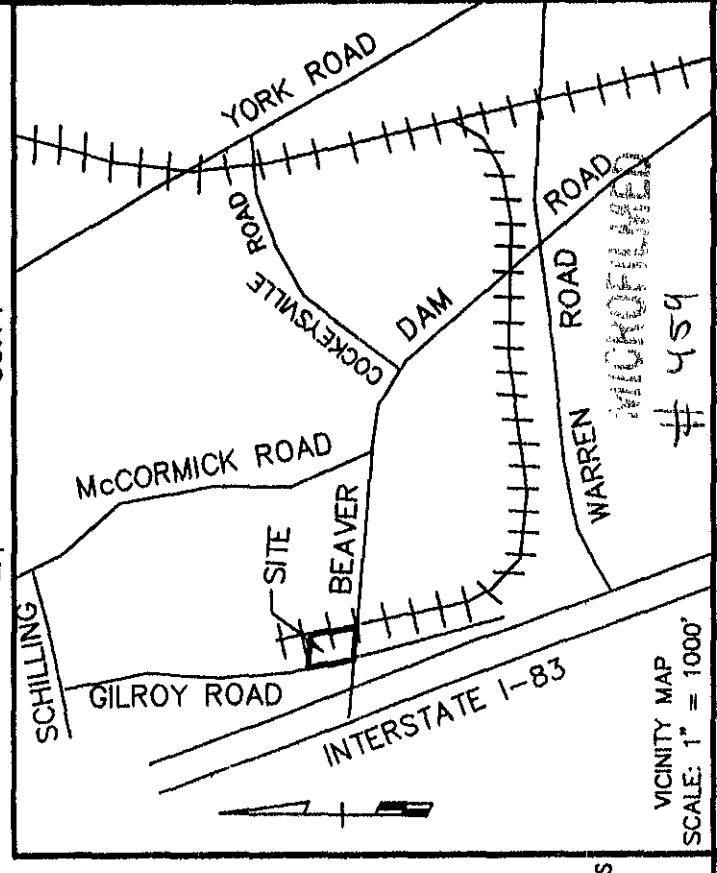 YORK ROAD
COCKEYSVILLE ROAD
SCHILLING
McCORMICK ROAD
DAM ROAD
SITE
BEAVER
MICROFILMED
# 459
GILROY ROAD
WARREN ROAD
INTERSTATE I-83
VICINITY MAP
SCALE: 1" = 1000'
S